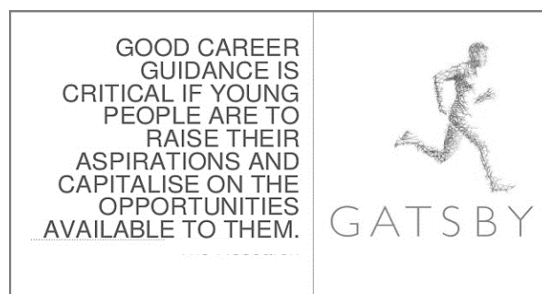 GOOD CAREER
GUIDANCE IS
CRITICAL IF YOUNG
PEOPLE ARE TO
RAISE THEIR
ASPIRATIONS AND
CAPITALISE ON THE
OPPORTUNITIES
AVAILABLE TO THEM.
GATSBY